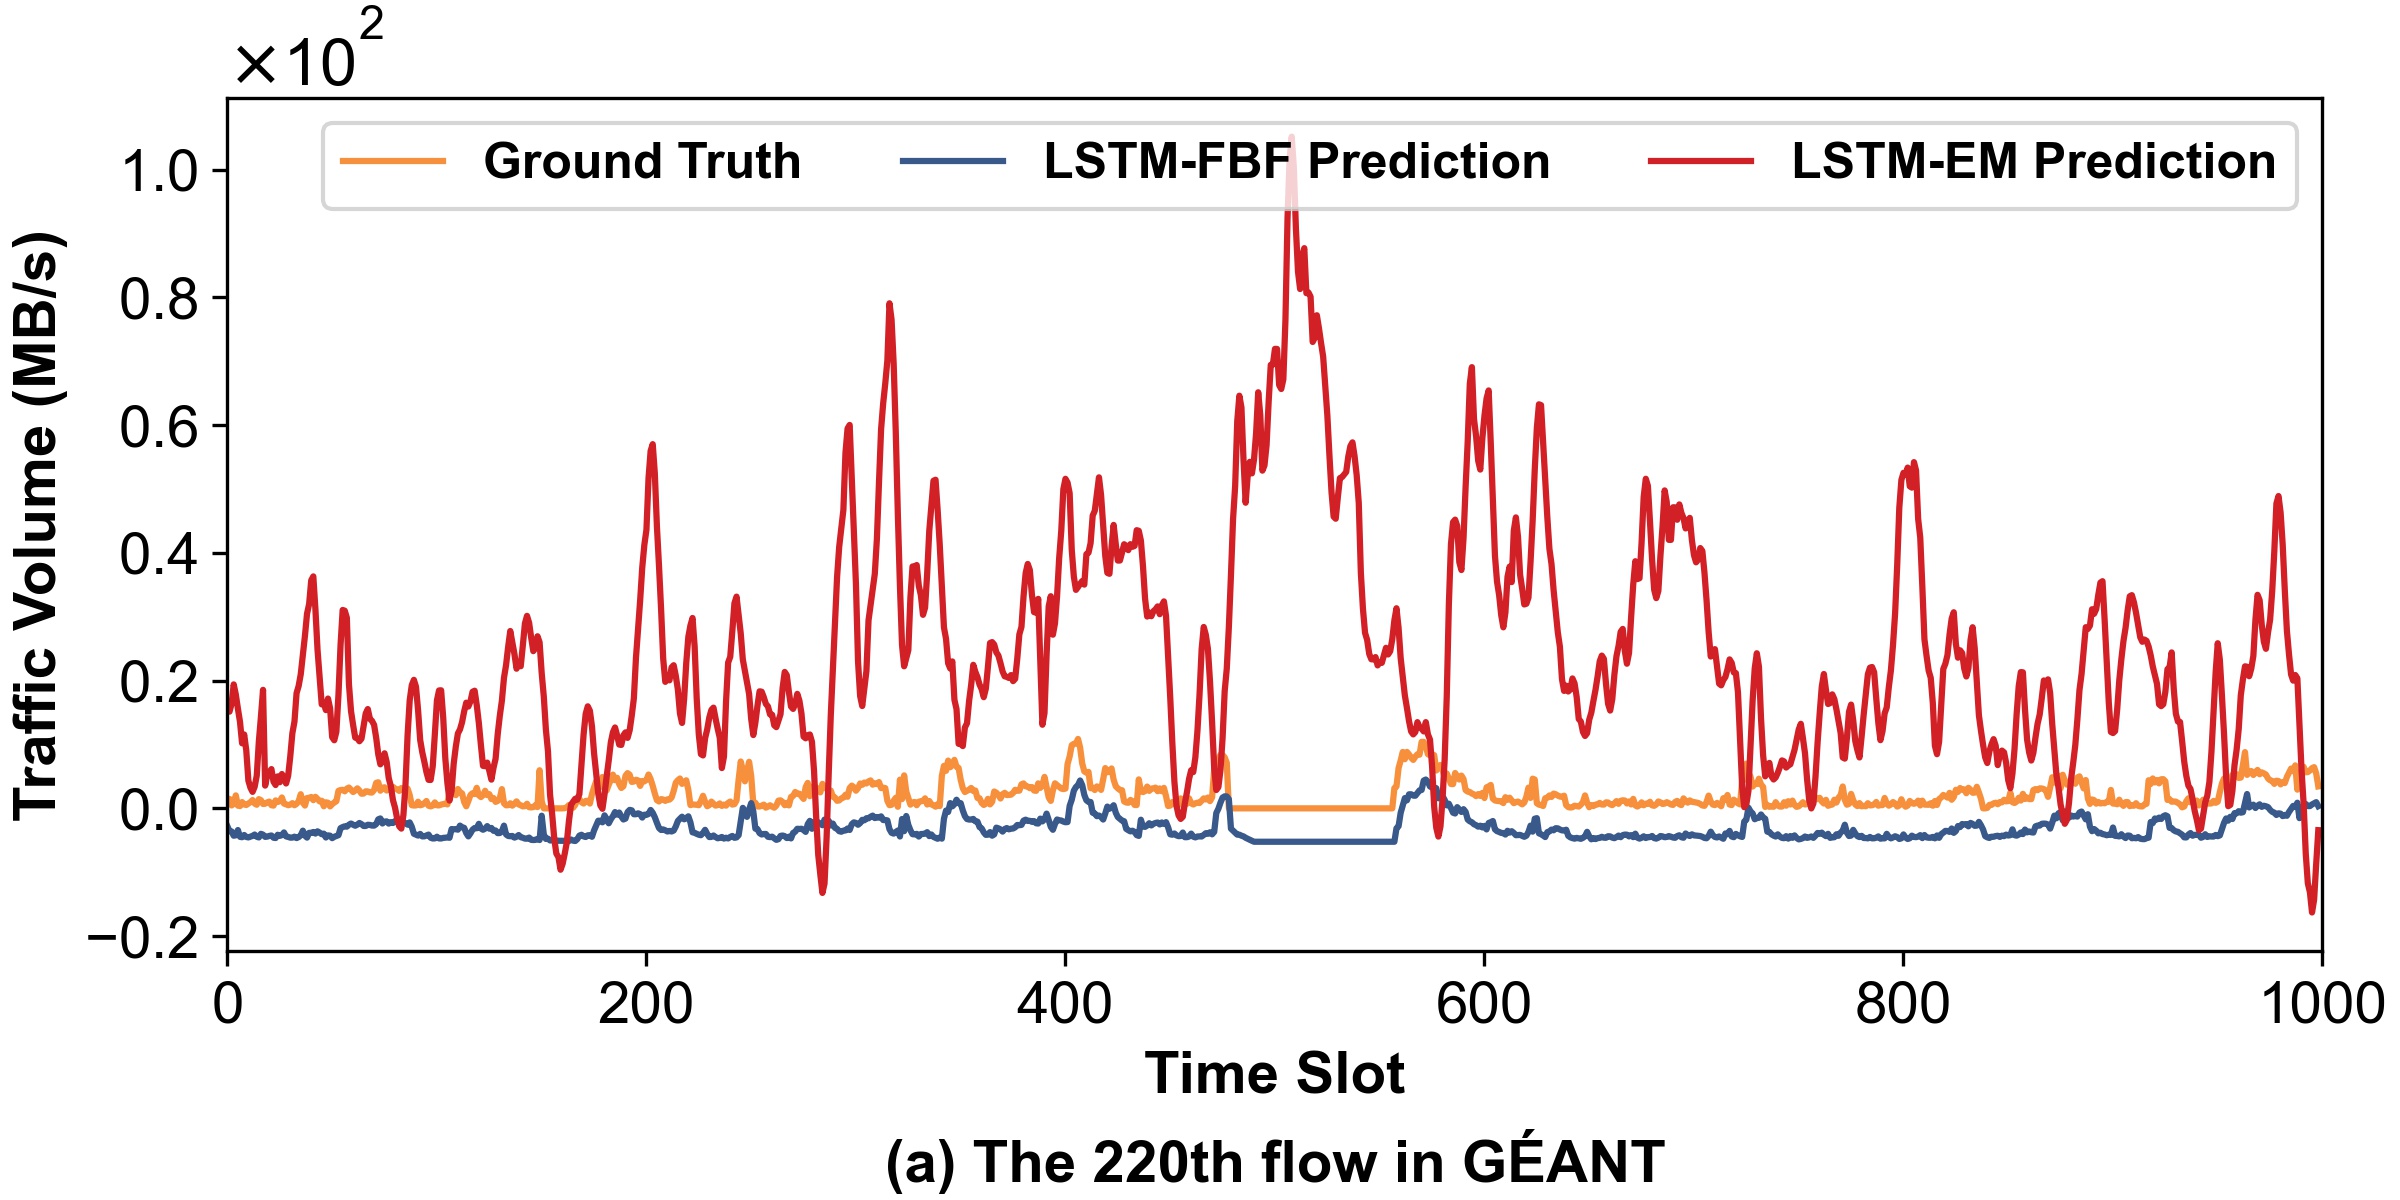 ×10²
Ground Truth LSTM-FBF Prediction LSTM-EM Prediction
1.0
0.8
0.6
0.4
0.2
0.0
−0.2
Traffic Volume (MB/s)
0 200 400 600 800 1000
Time Slot
(a) The 220th flow in GÉANT